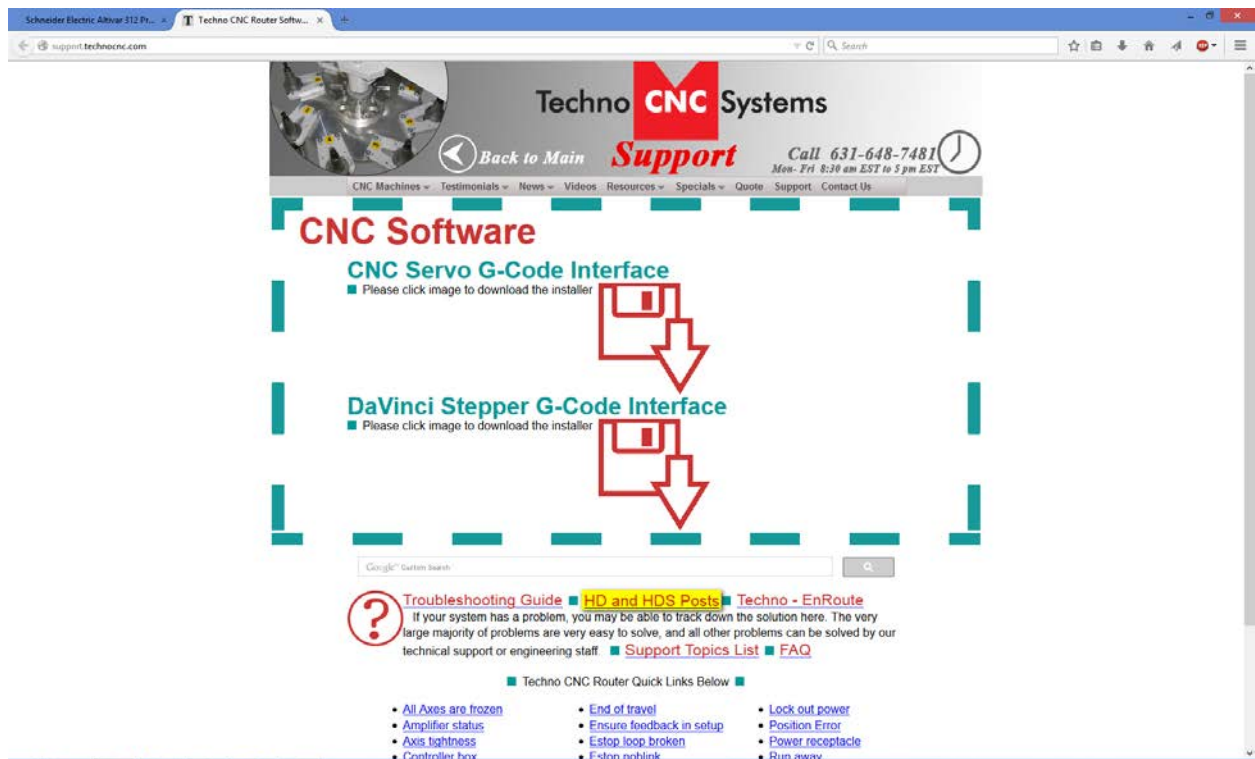 Schneider Electric Altivar 312 Pr...
Techno CNC Router Softw...
support.technocnc.com
Search
Techno CNC Systems
Back to Main
Support
Call 631-648-7481
Mon- Fri 8:30 am EST to 5 pm EST
CNC Machines Testimonials News Videos Resources Specials Quote Support Contact Us
CNC Software
CNC Servo G-Code Interface
Please click image to download the installer
DaVinci Stepper G-Code Interface
Please click image to download the installer
Google™ Custom Search
Troubleshooting Guide HD and HDS Posts Techno - EnRoute
If your system has a problem, you may be able to track down the solution here. The very
large majority of problems are very easy to solve, and all other problems can be solved by our
technical support or engineering staff. Support Topics List FAQ
Techno CNC Router Quick Links Below
All Axes are frozen
Amplifier status
Axis tightness
Controller box
End of travel
Ensure feedback in setup
Estop loop broken
Estop noblink
Lock out power
Position Error
Power receptacle
Run away